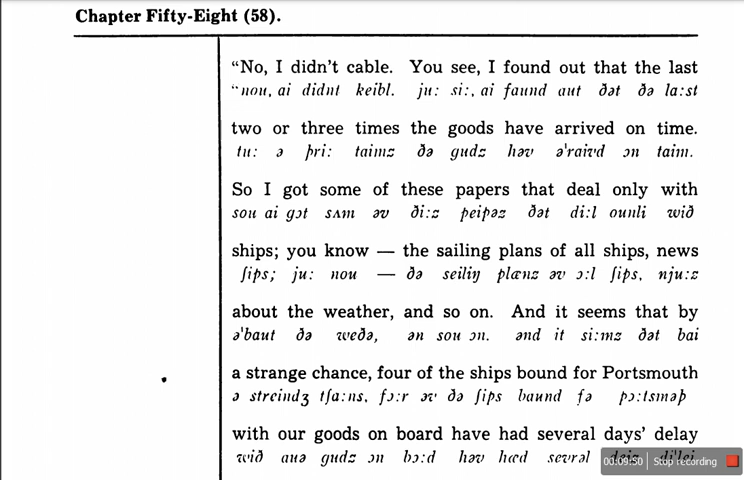 Chapter Fifty-Eight (58).
“No, I didn’t cable. You see, I found out that the last
“nou, ai didnt keibl. ju: si:, ai faund aut ðət ðə la:st
two or three times the goods have arrived on time.
tu: ə þri: taimz ðə gudz həv ə'raivd ɔn taim.
So I got some of these papers that deal only with
sou ai gɔt sʌm əv ði:z peipəz ðət di:l ounli wið
ships; you know — the sailing plans of all ships, news
ʃips; ju: nou — ðə seiliŋ plænz əv ɔ:l ʃips, nju:z
about the weather, and so on. And it seems that by
ə'baut ðə weðə, ən sou ɔn. ənd it si:mz ðət bai
a strange chance, four of the ships bound for Portsmouth
ə streindʒ tʃa:ns, fɔ:r əv ðə ʃips baund fə pɔ:tsməþ
with our goods on board have had several days’ delay
wið auə gudz ɔn bɔ:d həv hæd sevrəl deiz di'lei
00:09:50 Stop recording